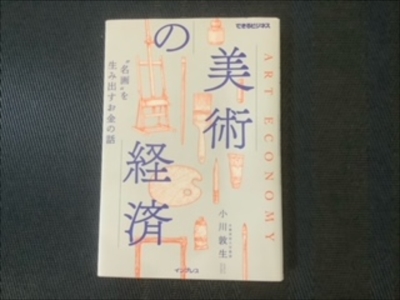 できるビジネス
美術
の
経済
"名画"を
生み出すお金の話
ART ECONOMY
小川敦生
インプレス